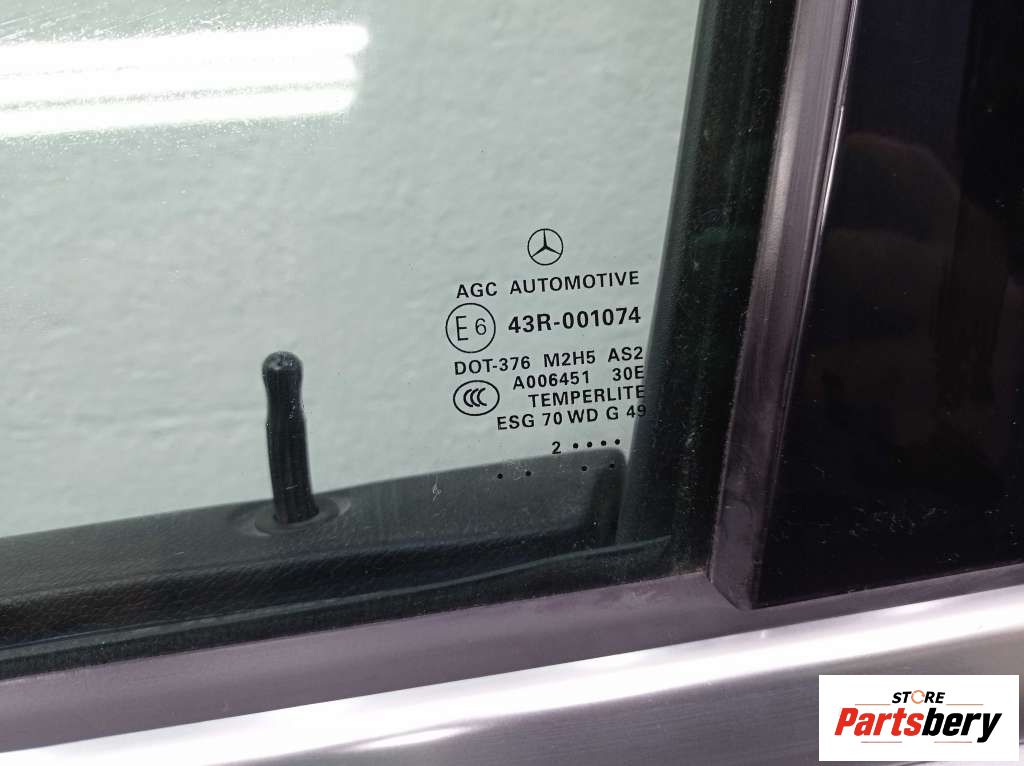 AGC AUTOMOTIVE
E6 43R-001074
DOT-376 M2H5 AS2
A006451 30E
CCC
TEMPERLITE
ESG 70 WD G 49
2 ••••
STORE
Partsbery